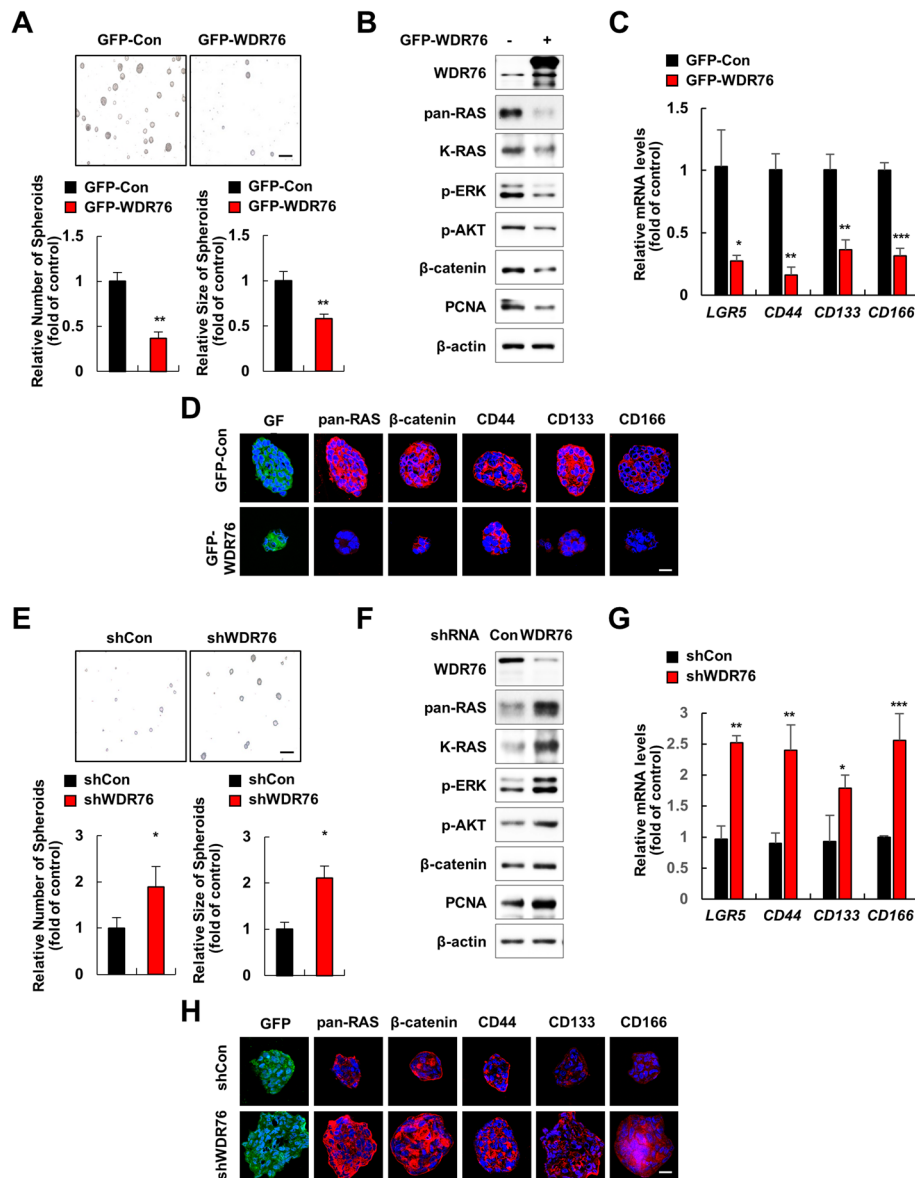 A
GFP-Con GFP-WDR76
GFP-Con
GFP-WDR76
Relative Number of Spheroids
(fold of control)
1.5
1
0.5
0
**
GFP-Con
GFP-WDR76
Relative Size of Spheroids
(fold of control)
1.5
1
0.5
0
**
B
GFP-WDR76 - +
WDR76
pan-RAS
K-RAS
p-ERK
p-AKT
β-catenin
PCNA
β-actin
C
GFP-Con
GFP-WDR76
Relative mRNA levels
(fold of control)
1.5
1
0.5
0
* ** ** ***
LGR5 CD44 CD133 CD166
D
GF pan-RAS β-catenin CD44 CD133 CD166
GFP-Con
GFP-
WDR76
E
shCon shWDR76
shCon
shWDR76
Relative Number of Spheroids
(fold of control)
3
2
1
0
*
shCon
shWDR76
Relative Size of Spheroids
(fold of control)
3
2
1
0
*
F
shRNA Con WDR76
WDR76
pan-RAS
K-RAS
p-ERK
p-AKT
β-catenin
PCNA
β-actin
G
shCon
shWDR76
Relative mRNA levels
(fold of control)
3
2.5
2
1.5
1
0.5
0
** ** * ***
LGR5 CD44 CD133 CD166
H
GFP pan-RAS β-catenin CD44 CD133 CD166
shCon
shWDR76